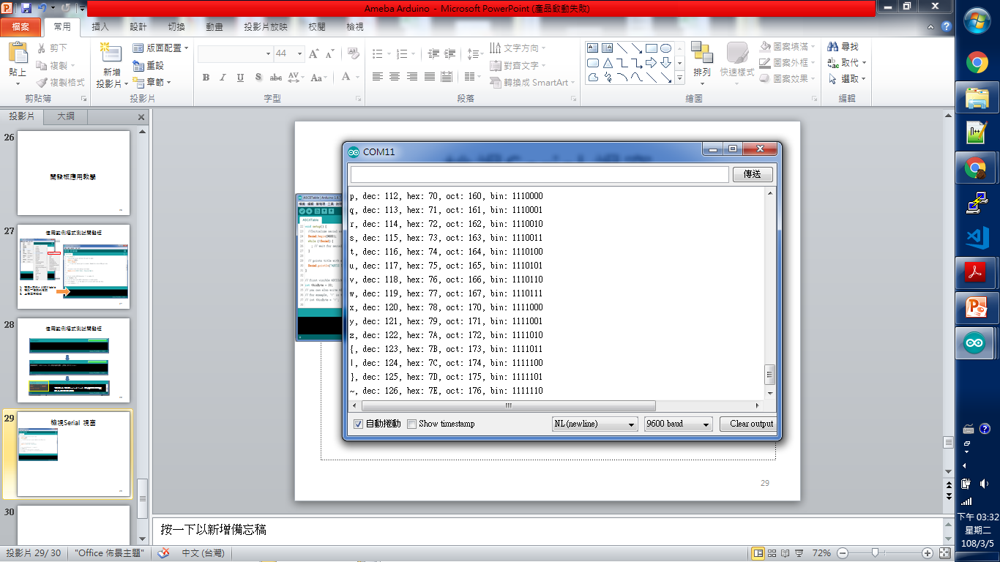 Ameba Arduino - Microsoft PowerPoint (產品啟動失敗)
檔案 常用 插入 設計 切換 動畫 投影片放映 校閱 檢視
貼上
剪下
複製
複製格式
剪貼簿
新增
投影片
版面配置
重設
章節
投影片
44
B I U S abc AV Aa A
字型
文字方向
對齊文字
轉換成 SmartArt
段落
排列
快速樣式
圖案填滿
圖案外框
圖案效果
繪圖
尋找
取代
選取
編輯
投影片 大綱
26
開發板應用教學
27
使用範例程式測試開發板
28
使用範例程式測試開發板
29
檢視Serial 視窗
30
COM11
傳送
p, dec: 112, hex: 70, oct: 160, bin: 1110000
q, dec: 113, hex: 71, oct: 161, bin: 1110001
r, dec: 114, hex: 72, oct: 162, bin: 1110010
s, dec: 115, hex: 73, oct: 163, bin: 1110011
t, dec: 116, hex: 74, oct: 164, bin: 1110100
u, dec: 117, hex: 75, oct: 165, bin: 1110101
v, dec: 118, hex: 76, oct: 166, bin: 1110110
w, dec: 119, hex: 77, oct: 167, bin: 1110111
x, dec: 120, hex: 78, oct: 170, bin: 1111000
y, dec: 121, hex: 79, oct: 171, bin: 1111001
z, dec: 122, hex: 7A, oct: 172, bin: 1111010
{, dec: 123, hex: 7B, oct: 173, bin: 1111011
|, dec: 124, hex: 7C, oct: 174, bin: 1111100
}, dec: 125, hex: 7D, oct: 175, bin: 1111101
~, dec: 126, hex: 7E, oct: 176, bin: 1111110
自動捲動 Show timestamp NL(newline) 9600 baud Clear output
29
按一下以新增備忘稿
投影片 29/ 30 "Office 佈景主題" 中文 (台灣) 72%
下午 03:32
星期二
108/3/5